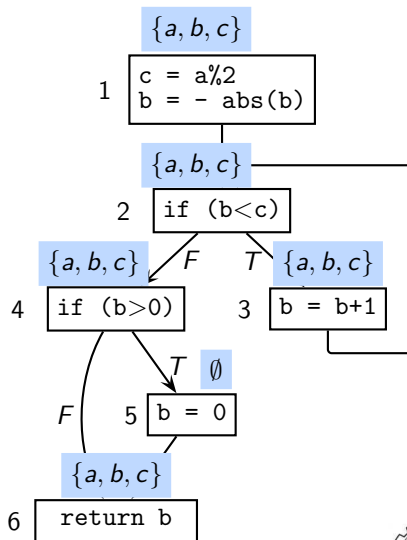 {a, b, c}
1
c = a%2
b = - abs(b)
{a, b, c}
2
if (b<c)
F
T
{a, b, c}
{a, b, c}
4
if (b>0)
3
b = b+1
T
∅
F
5
b = 0
{a, b, c}
6
return b